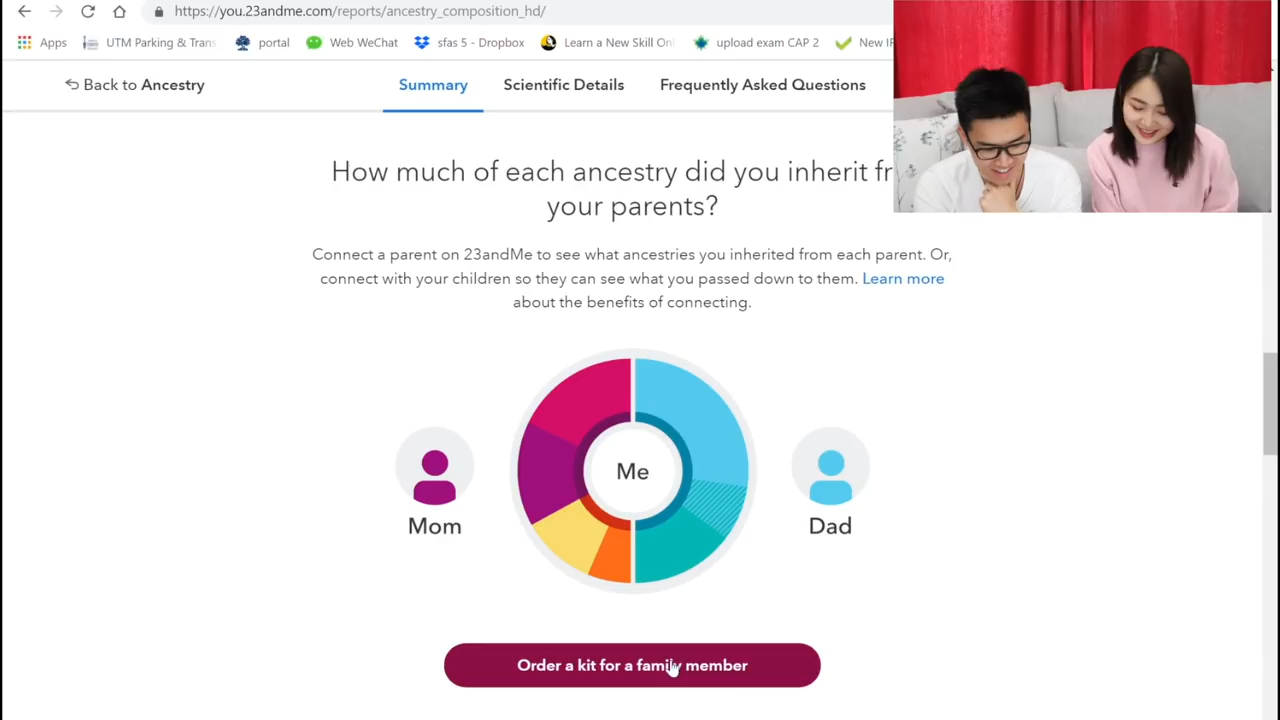 https://you.23andme.com/reports/ancestry_composition_hd/
Apps UTM Parking & Trans portal Web WeChat sfas 5 - Dropbox Learn a New Skill Onl upload exam CAP 2 New
Back to Ancestry Summary Scientific Details Frequently Asked Questions
How much of each ancestry did you inherit
your parents?
Connect a parent on 23andMe to see what ancestries you inherited from each parent. Or,
connect with your children so they can see what you passed down to them. Learn more
about the benefits of connecting.
Me
Mom Dad
Order a kit for a family member